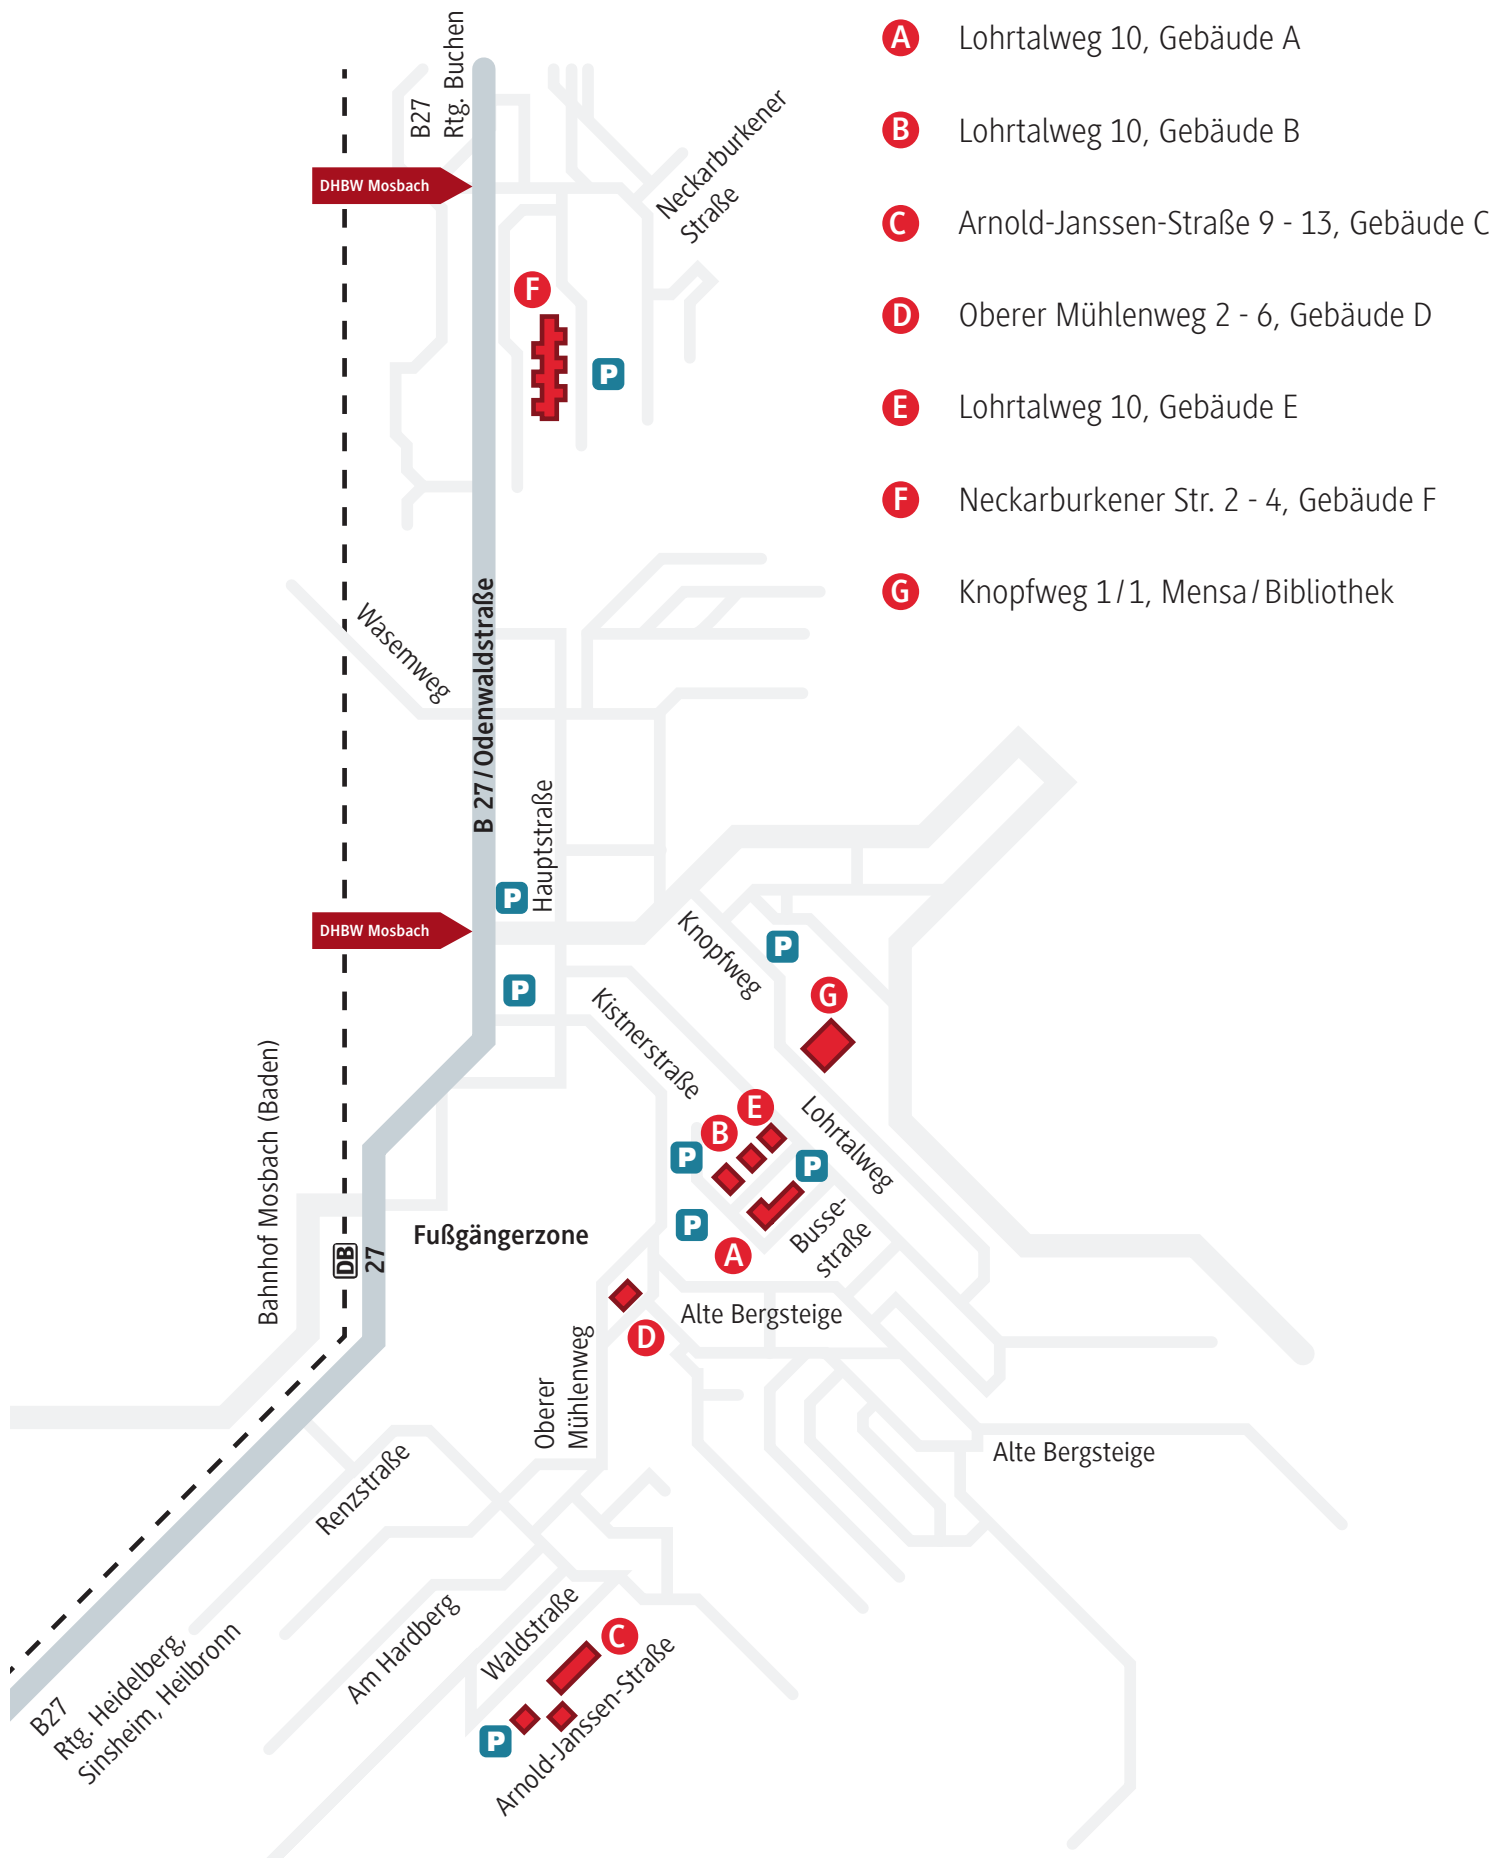 A Lohrtalweg 10, Gebäude A
B Lohrtalweg 10, Gebäude B
C Arnold-Janssen-Straße 9 - 13, Gebäude C
D Oberer Mühlenweg 2 - 6, Gebäude D
E Lohrtalweg 10, Gebäude E
F Neckarburkener Str. 2 - 4, Gebäude F
G Knopfweg 1/1, Mensa/Bibliothek
B27
Rtg. Buchen
DHBW Mosbach
Neckarburkener
Straße
F
P
Wasemweg
B 27/Odenwaldstraße
Hauptstraße
P
DHBW Mosbach
Knopfweg
P
P
G
Kistnerstraße
Bahnhof Mosbach (Baden)
E
B
Lohrtalweg
P
P
P
Busse-
straße
A
Fußgängerzone
DB
27
D
Alte Bergsteige
Oberer
Mühlenweg
Alte Bergsteige
Renzstraße
Am Hardberg
Waldstraße
C
P
Arnold-Janssen-Straße
B27
Rtg. Heidelberg,
Sinsheim, Heilbronn